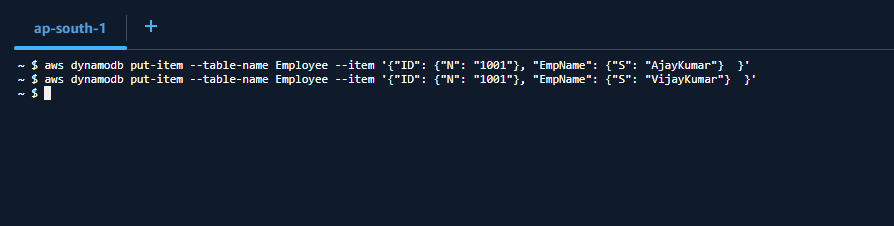 ap-south-1 +
~ $ aws dynamodb put-item --table-name Employee --item '{"ID": {"N": "1001"}, "EmpName": {"S": "AjayKumar"}  }'
~ $ aws dynamodb put-item --table-name Employee --item '{"ID": {"N": "1001"}, "EmpName": {"S": "VijayKumar"}  }'
~ $